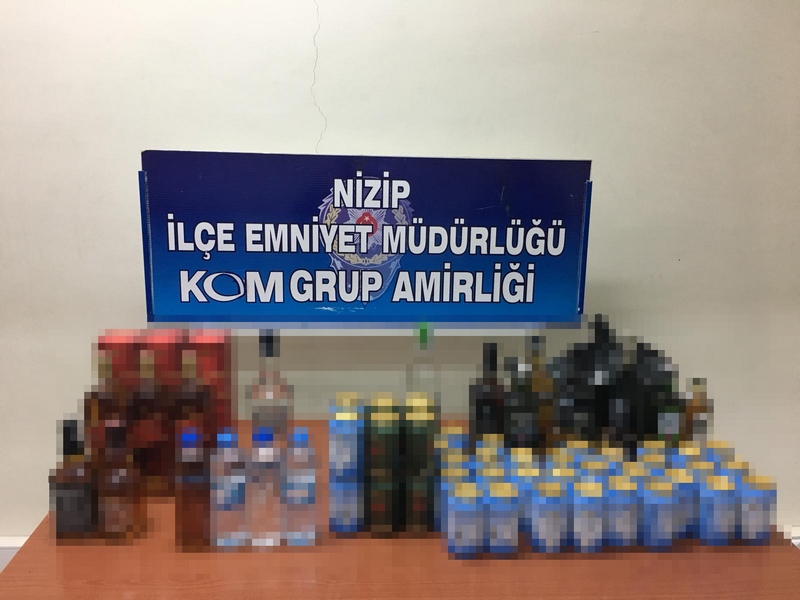 NİZİP
İLÇE EMNİYET MÜDÜRLÜĞÜ
KOM GRUP AMİRLİĞİ